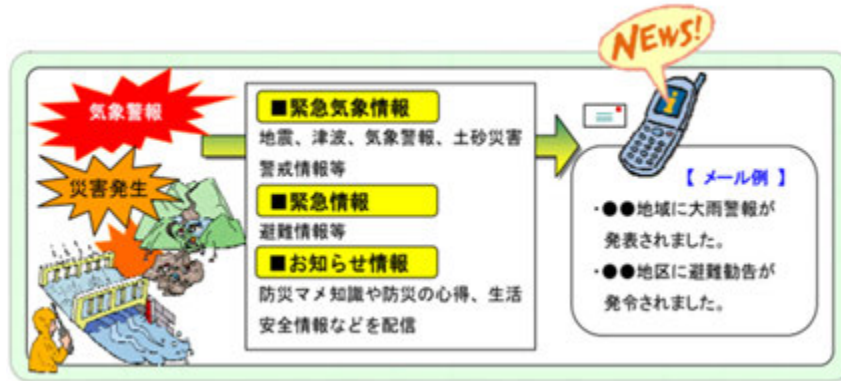 NEWS!
気象警報
災害発生
■緊急気象情報
地震、津波、気象警報、土砂災害
警戒情報等
■緊急情報
避難情報等
■お知らせ情報
防災マメ知識や防災の心得、生活
安全情報などを配信
【 メール例 】
・●●地域に大雨警報が
発表されました。
・●●地区に避難勧告が
発令されました。